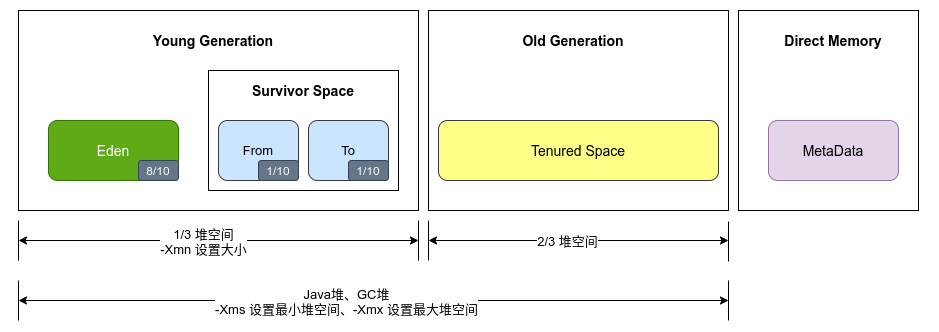 Young Generation
Old Generation
Direct Memory
Survivor Space
Eden
8/10
From
1/10
To
1/10
Tenured Space
MetaData
1/3 堆空间
-Xmn 设置大小
2/3 堆空间
Java堆、GC堆
-Xms 设置最小堆空间、-Xmx 设置最大堆空间